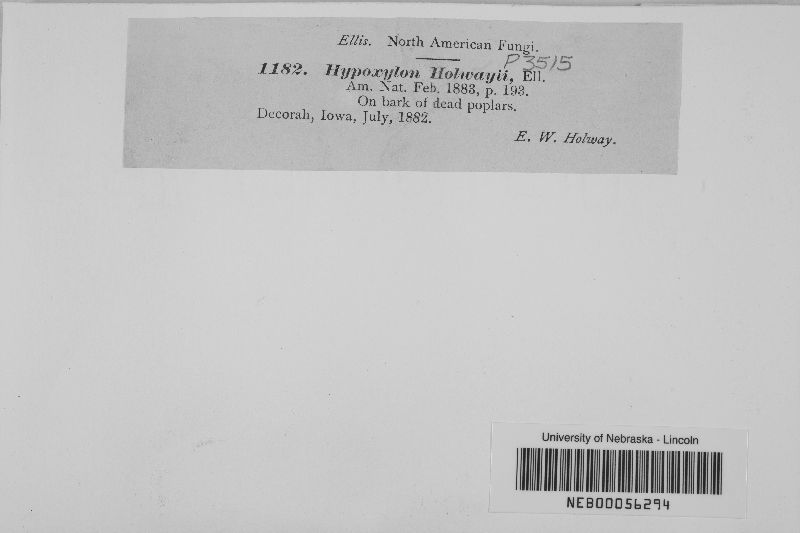 Ellis. North American Fungi.
P3515
1182. Hypoxylon Holwayii, Ell.
Am. Nat. Feb. 1883, p. 193.
On bark of dead poplars.
Decorah, Iowa, July, 1882.
E. W. Holway.
University of Nebraska - Lincoln
NEB00056294